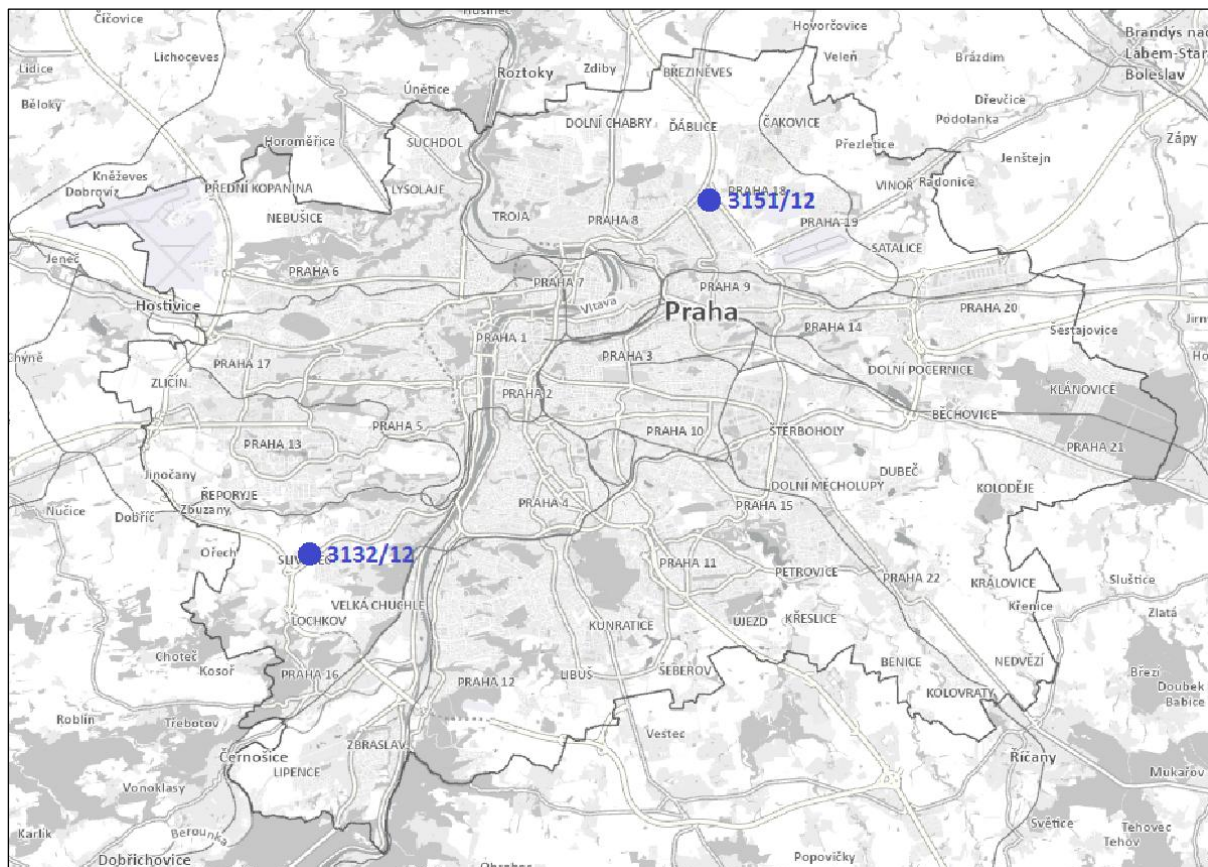 Číčovice
Husinec
Hovorčovice
Brandýs nad
Labem-Stará
Boleslav
Lichoceves
Lidice
Roztoky
Zdiby
BŘEZINĚVES
Veleň
Brázdim
Běloky
Únětice
Dřevčice
Podolanka
Zápy
DOLNÍ CHABRY
ĎÁBLICE
ČAKOVICE
SUCHDOL
Horoměřice
Přezletice
Jenštejn
Kněževes
Dobrovíz
PŘEDNÍ KOPANINA
LYSOLAJE
VINOŘ
Radonice
PRAHA 18
3151/12
NEBUŠICE
TROJA
PRAHA 8
PRAHA 19
SATALICE
Jeneč
PRAHA 6
PRAHA 7
PRAHA 9
Hostivice
Vltava
Praha
PRAHA 20
PRAHA 14
Šestajovice
Jirn
PRAHA 1
Chýně
PRAHA 17
PRAHA 3
DOLNÍ POČERNICE
ZLIČÍN
PRAHA 2
KLÁNOVICE
BĚCHOVICE
PRAHA 5
PRAHA 10
ŠTĚRBOHOLY
PRAHA 13
PRAHA 21
Jinočany
DUBEČ
DOLNÍ MĚCHOLUPY
KOLODĚJE
ŘEPORYJE
Zbuzany
PRAHA 4
PRAHA 15
Nučice
Dobříč
Ořech
3132/12
PRAHA 11
PETROVICE
PRAHA 22
KRÁLOVICE
Sluštice
VELKÁ CHUCHLE
Křenice
Zlatá
LOCHKOV
KUNRATICE
ÚJEZD
KŘESLICE
Choteč
Kosoř
PRAHA 16
LIBUŠ
ŠEBEROV
BENICE
NEDVĚZÍ
Březí
Doubek
Babice
PRAHA 12
KOLOVRATY
Roblín
Třebotov
Vestec
ZBRASLAV
Černošice
Říčany
LIPENCE
Mukařov
Vonoklasy
Karlík
Berounka
Světice
Tehovec
Tehov
Dobřichovice
Popovičky